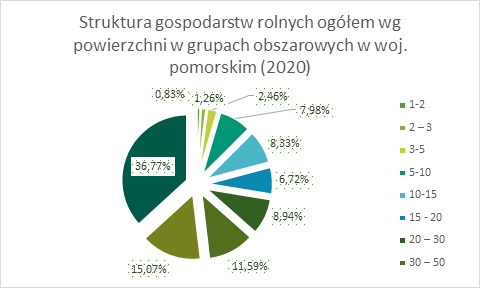 Struktura gospodarstw rolnych ogółem wg
powierzchni w grupach obszarowych w woj.
pomorskim (2020)
0,83%
1,26%
2,46%
7,98%
8,33%
6,72%
8,94%
11,59%
15,07%
36,77%
1-2
2 – 3
3-5
5-10
10-15
15 - 20
20 – 30
30 – 50